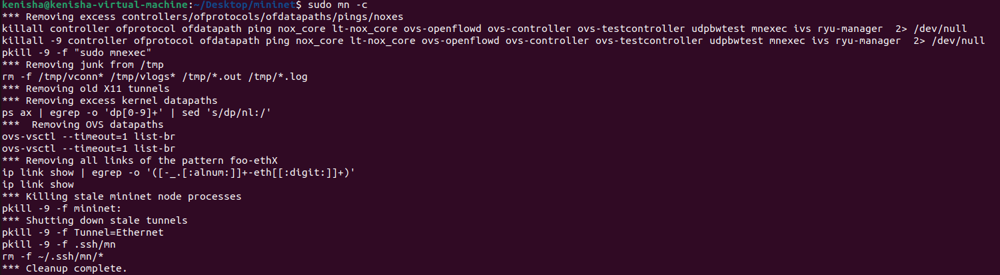 kenisha@kenisha-virtual-machine:~/Desktop/mininet$ sudo mn -c
*** Removing excess controllers/ofprotocols/ofdatapaths/pings/noxes
killall controller ofprotocol ofdatapath ping nox_core lt-nox_core ovs-openflowd ovs-controller ovs-testcontroller udpbwtest mnexec ivs ryu-manager  2> /dev/null
killall -9 controller ofprotocol ofdatapath ping nox_core lt-nox_core ovs-openflowd ovs-controller ovs-testcontroller udpbwtest mnexec ivs ryu-manager  2> /dev/null
pkill -9 -f "sudo mnexec"
*** Removing junk from /tmp
rm -f /tmp/vconn* /tmp/vlogs* /tmp/*.out /tmp/*.log
*** Removing old X11 tunnels
*** Removing excess kernel datapaths
ps ax | egrep -o 'dp[0-9]+' | sed 's/dp/nl:/'
***  Removing OVS datapaths
ovs-vsctl --timeout=1 list-br
ovs-vsctl --timeout=1 list-br
*** Removing all links of the pattern foo-ethX
ip link show | egrep -o '([-_.[:alnum:]]+-eth[[:digit:]]+)'
ip link show
*** Killing stale mininet node processes
pkill -9 -f mininet:
*** Shutting down stale tunnels
pkill -9 -f Tunnel=Ethernet
pkill -9 -f .ssh/mn
rm -f ~/.ssh/mn/*
*** Cleanup complete.